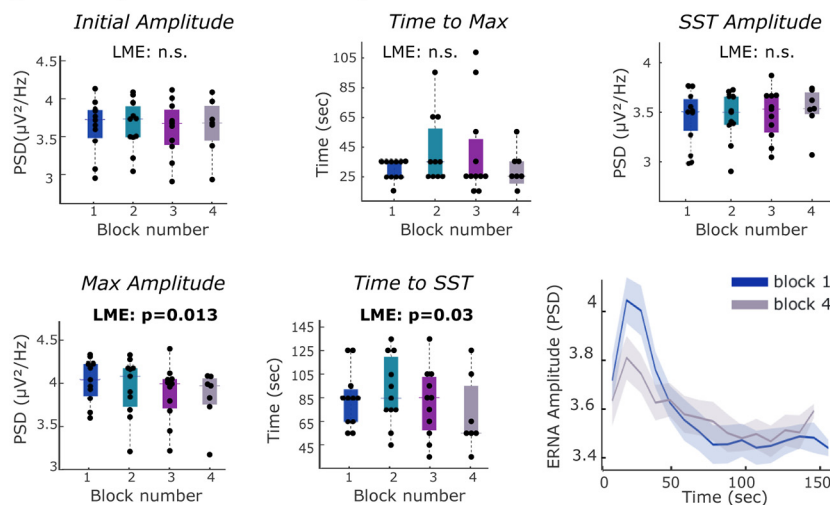 Initial Amplitude
LME: n.s.
PSD(μV²/Hz)
4.5
4
3.5
3
1 2 3 4
Block number
Time to Max
LME: n.s.
Time (sec)
105
85
65
45
25
1 2 3 4
Block number
SST Amplitude
LME: n.s.
PSD (μV²/Hz)
4
3.5
3
1 2 3 4
Block number
Max Amplitude
LME: p=0.013
PSD (μV²/Hz)
4.5
4
3.5
3
1 2 3 4
Block number
Time to SST
LME: p=0.03
Time (sec)
145
125
105
85
65
45
1 2 3 4
Block number
block 1
block 4
ERNA Amplitude (PSD)
4
3.8
3.6
3.4
0 50 100 150
Time (sec)